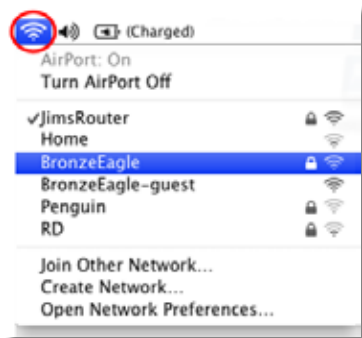 (Charged)
AirPort: On
Turn AirPort Off
✓JimsRouter
Home
BronzeEagle
BronzeEagle-guest
Penguin
RD
Join Other Network...
Create Network...
Open Network Preferences...